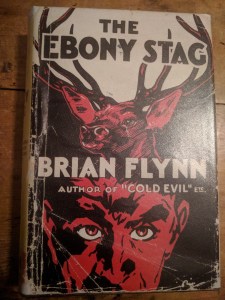 THE
EBONY STAG
BRIAN FLYNN
AUTHOR OF "COLD EVIL" ETC.